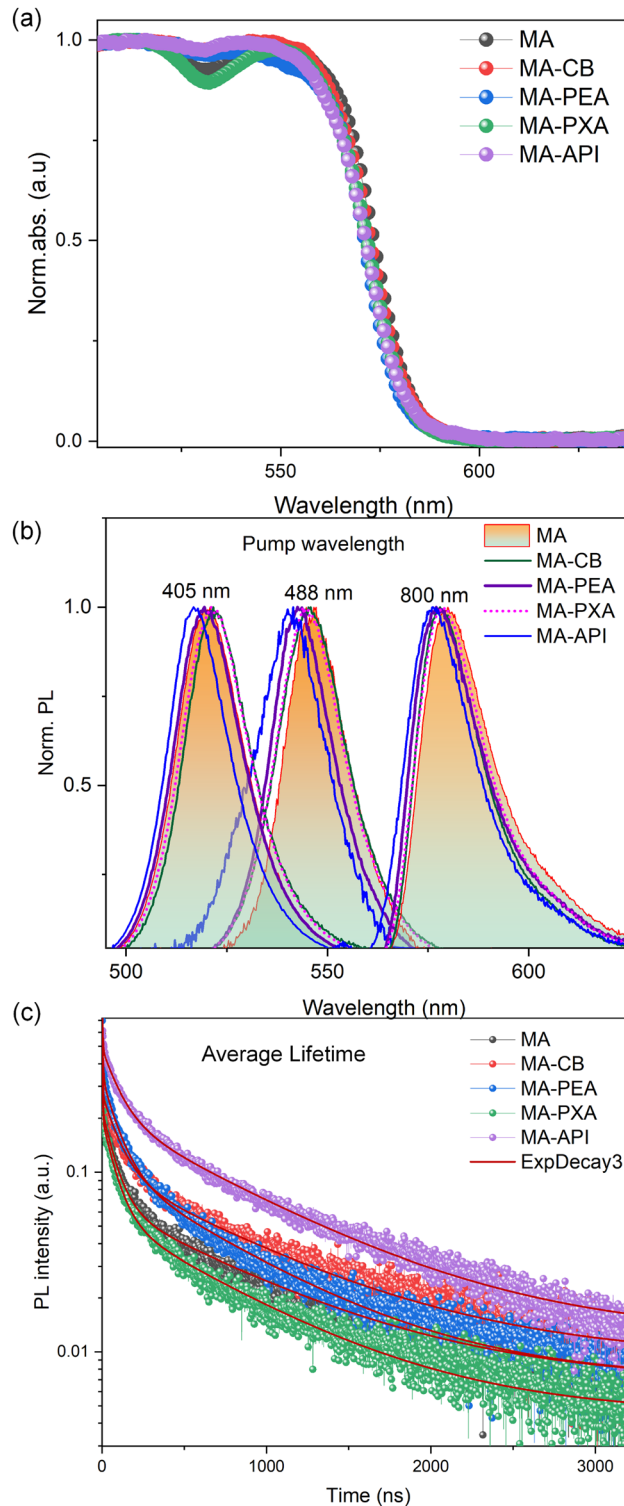 (a)
1.0
0.5
0.0
Norm.abs. (a.u)
MA
MA-CB
MA-PEA
MA-PXA
MA-API
550
600
Wavelength (nm)
(b)
Pump wavelength
MA
MA-CB
MA-PEA
MA-PXA
MA-API
405 nm
488 nm
800 nm
1.0
0.5
Norm. PL
500
550
600
Wavelength (nm)
(c)
Average Lifetime
MA
MA-CB
MA-PEA
MA-PXA
MA-API
ExpDecay3
0.1
0.01
PL intensity (a.u.)
0
1000
2000
3000
Time (ns)